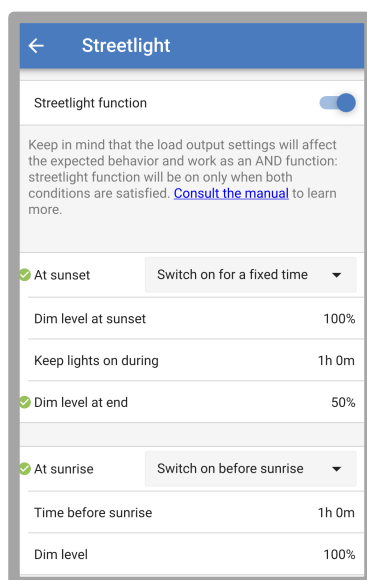 Streetlight
Streetlight function
Keep in mind that the load output settings will affect
the expected behavior and work as an AND function:
streetlight function will be on only when both
conditions are satisfied. Consult the manual to learn
more.
At sunset Switch on for a fixed time
Dim level at sunset 100%
Keep lights on during 1h 0m
Dim level at end 50%
At sunrise Switch on before sunrise
Time before sunrise 1h 0m
Dim level 100%